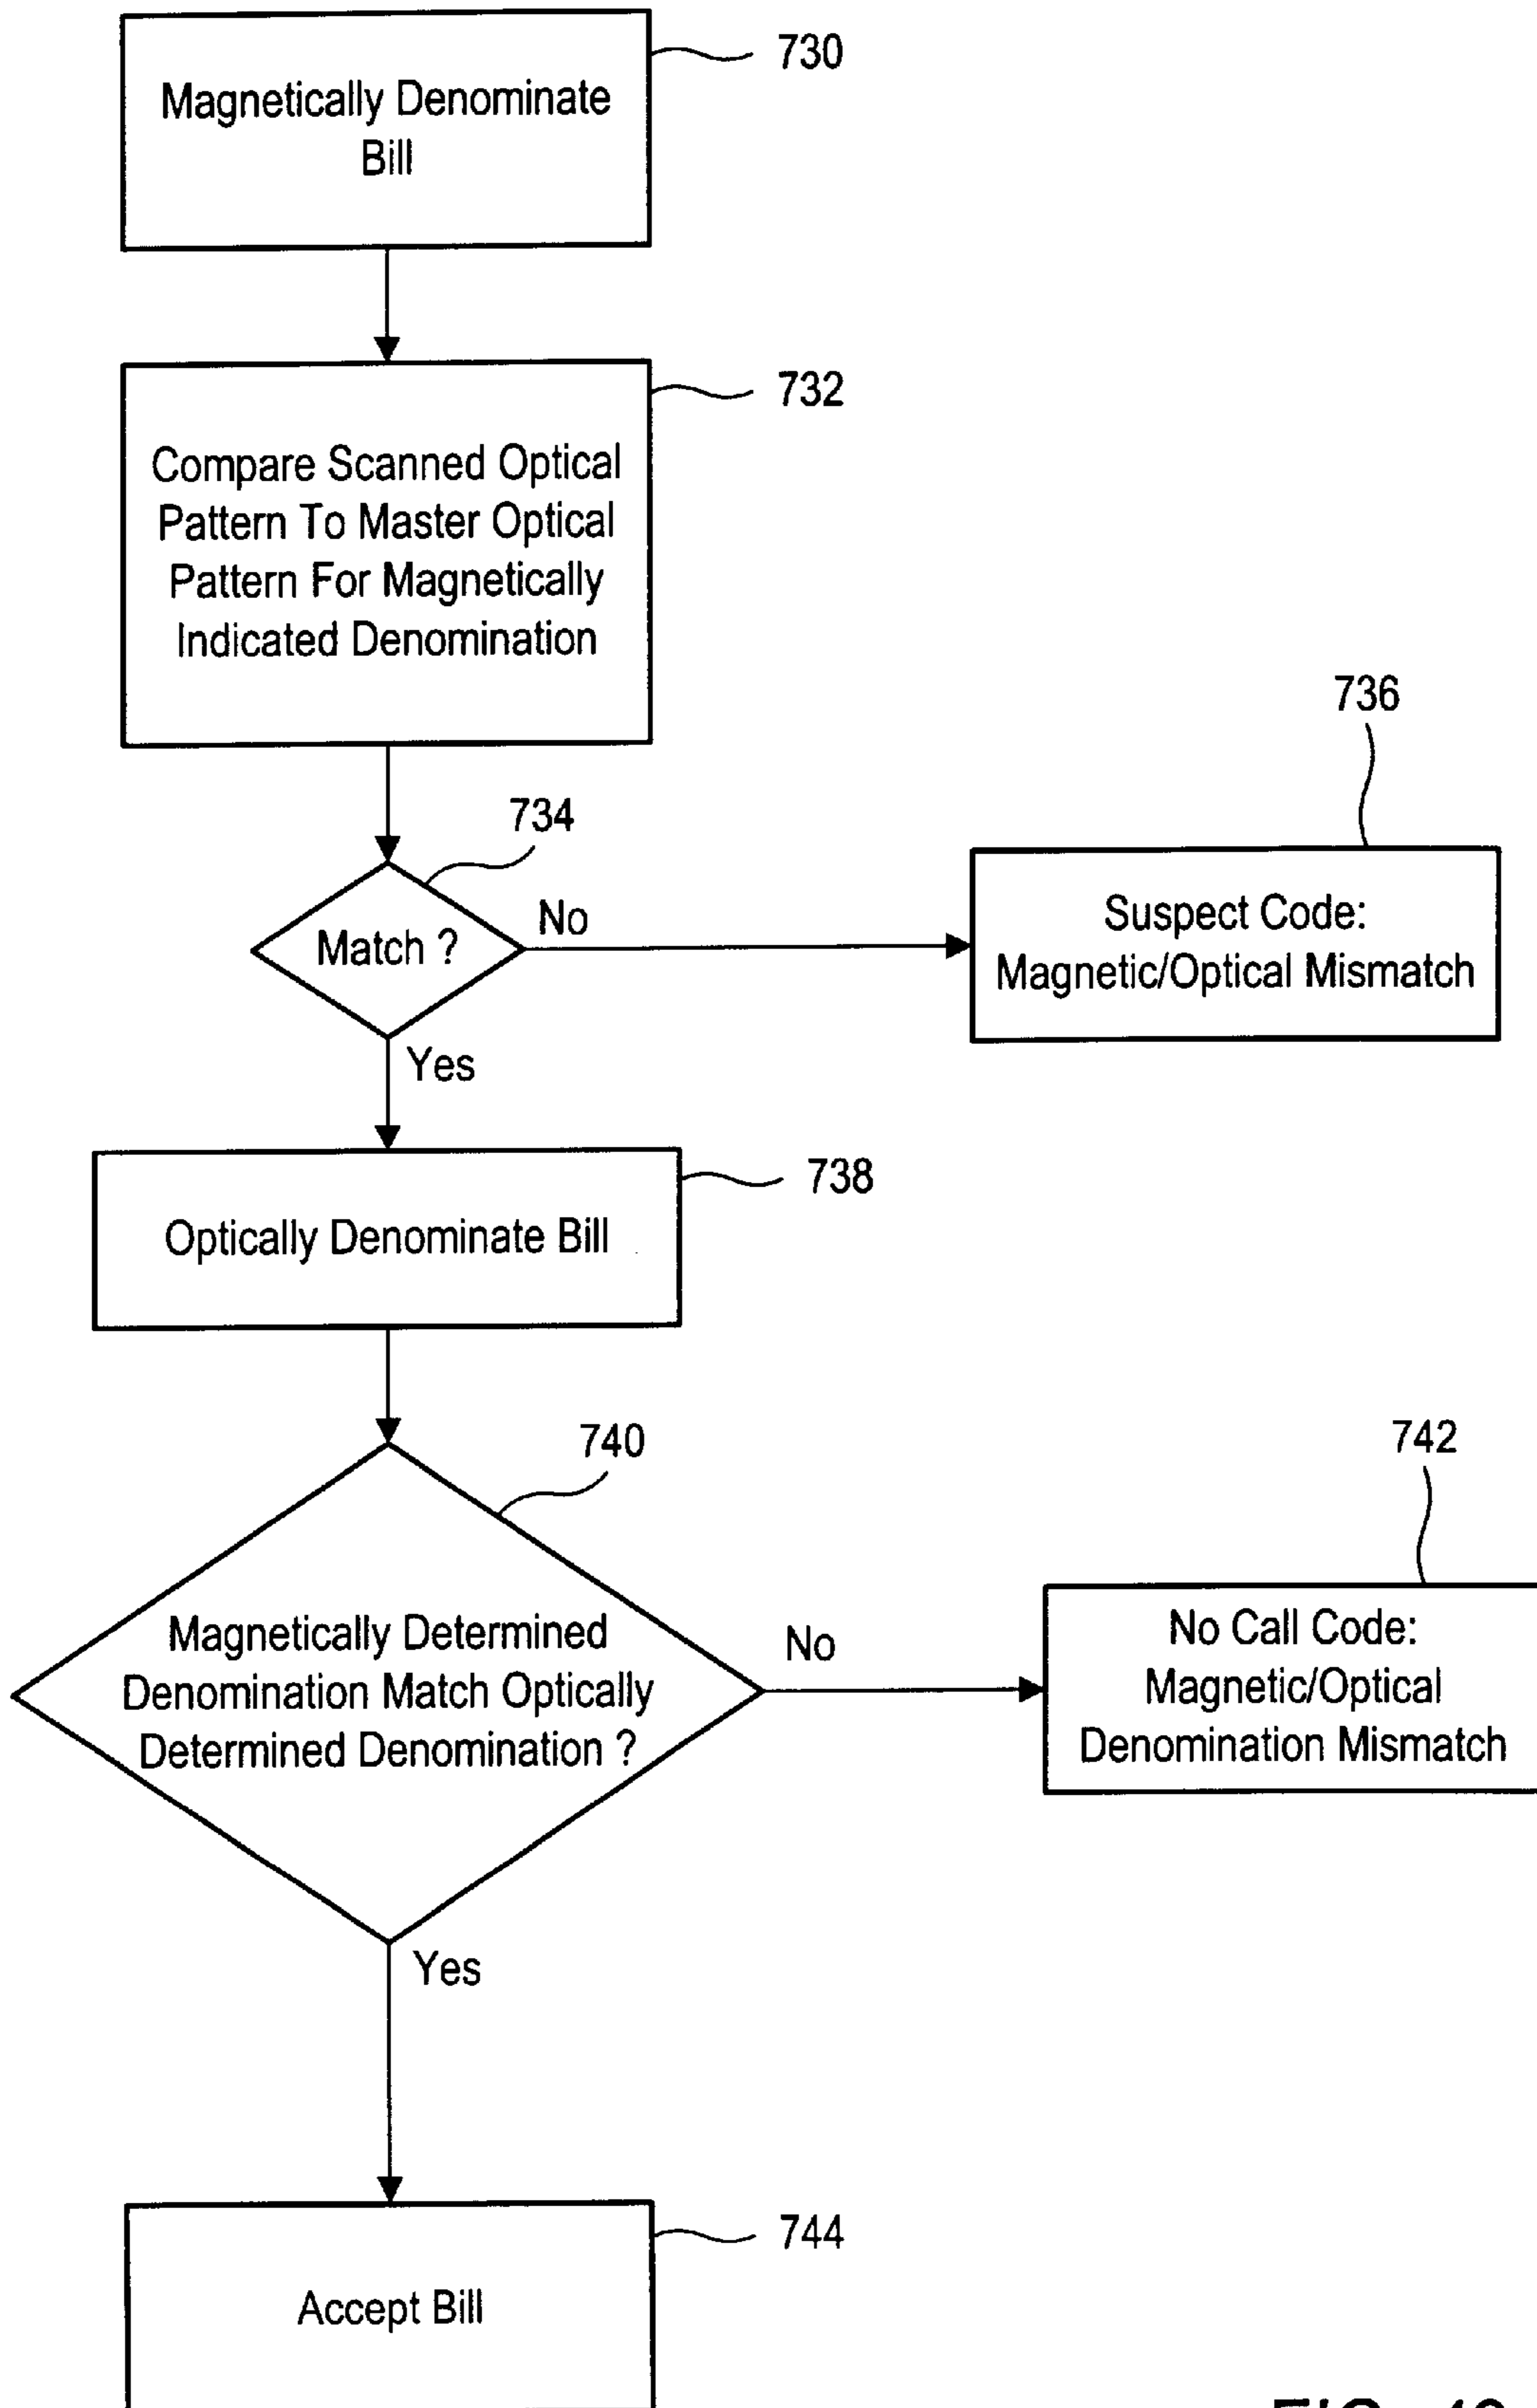 730
Magnetically Denominate
Bill
732
Compare Scanned Optical
Pattern To Master Optical
Pattern For Magnetically
Indicated Denomination
734
Match ?
No
Yes
736
Suspect Code:
Magnetic/Optical Mismatch
738
Optically Denominate Bill
740
Magnetically Determined
Denomination Match Optically
Determined Denomination ?
No
Yes
742
No Call Code:
Magnetic/Optical
Denomination Mismatch
744
Accept Bill